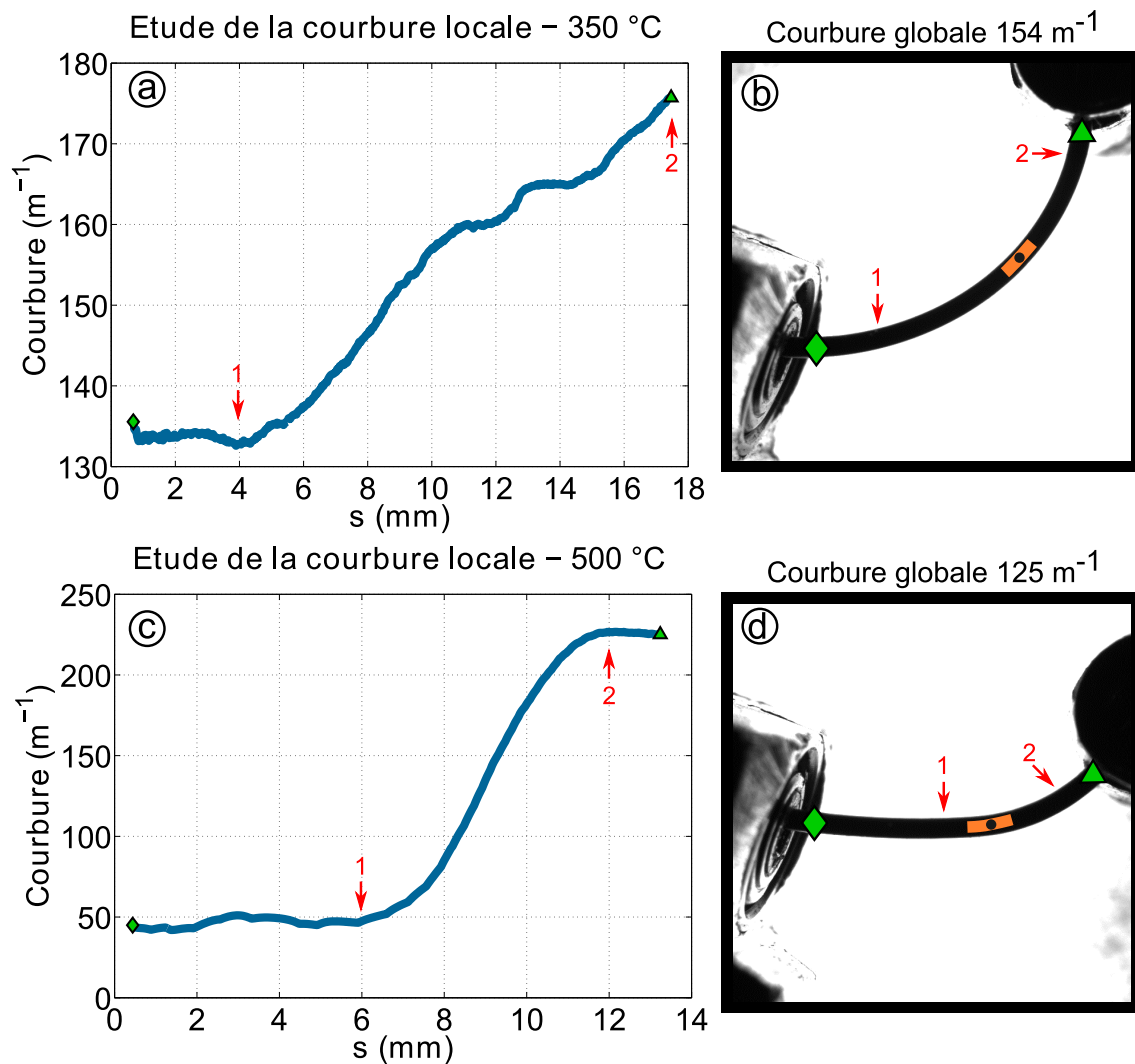 Etude de la courbure locale − 350 °C
Courbure globale 154 m⁻¹
a
180
170
160
150
140
130
Courbure (m⁻¹)
1
2
0 2 4 6 8 10 12 14 16 18
s (mm)
b
2
1
Etude de la courbure locale − 500 °C
Courbure globale 125 m⁻¹
c
250
200
150
100
50
0
Courbure (m⁻¹)
1
2
0 2 4 6 8 10 12 14
s (mm)
d
1
2